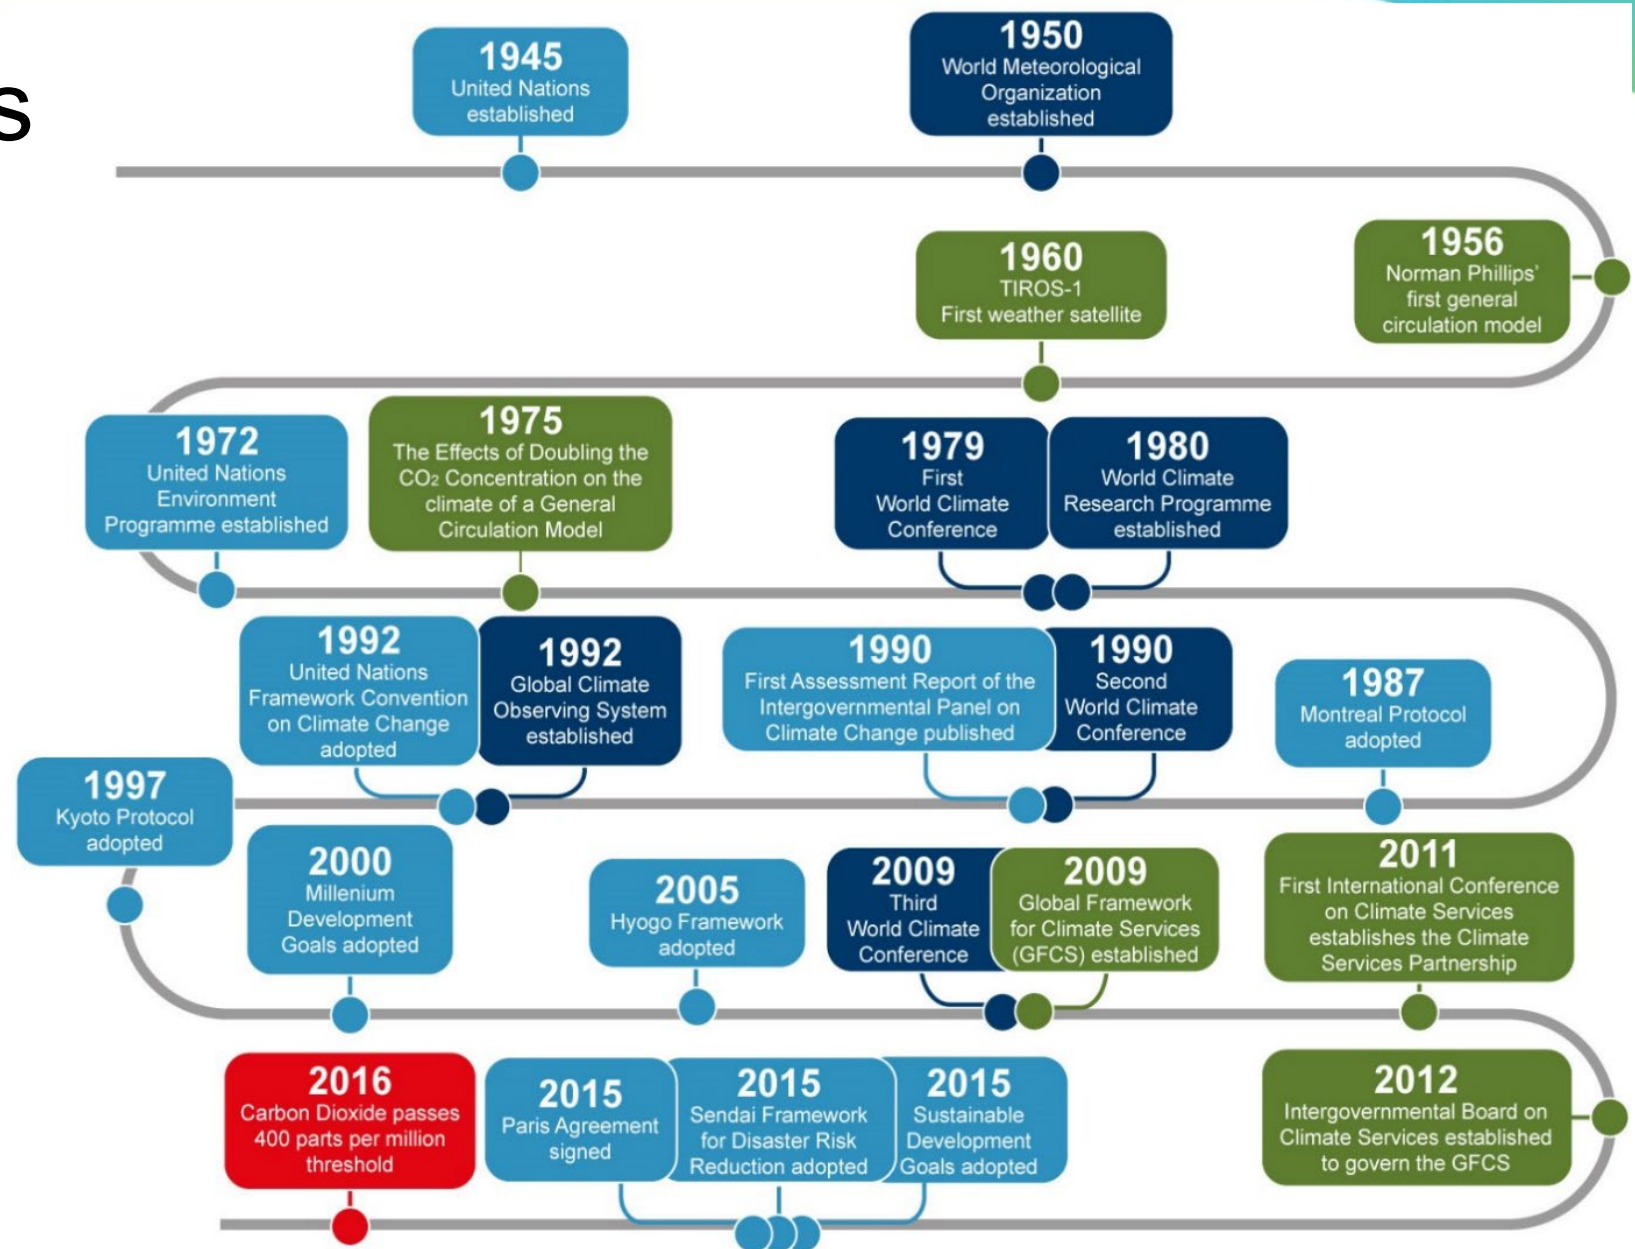 s
1945
United Nations
established
1950
World Meteorological
Organization
established
1956
Norman Phillips'
first general
circulation model
1960
TIROS-1
First weather satellite
1972
United Nations
Environment
Programme established
1975
The Effects of Doubling the
CO₂ Concentration on the
climate of a General
Circulation Model
1979
First
World Climate
Conference
1980
World Climate
Research Programme
established
1987
Montreal Protocol
adopted
1990
Second
World Climate
Conference
1990
First Assessment Report of the
Intergovernmental Panel on
Climate Change published
1992
Global Climate
Observing System
established
1992
United Nations
Framework Convention
on Climate Change
adopted
1997
Kyoto Protocol
adopted
2000
Millenium
Development
Goals adopted
2005
Hyogo Framework
adopted
2009
Third
World Climate
Conference
2009
Global Framework
for Climate Services
(GFCS) established
2011
First International Conference
on Climate Services
establishes the Climate
Services Partnership
2012
Intergovernmental Board on
Climate Services established
to govern the GFCS
2015
Sustainable
Development
Goals adopted
2015
Sendai Framework
for Disaster Risk
Reduction adopted
2015
Paris Agreement
signed
2016
Carbon Dioxide passes
400 parts per million
threshold